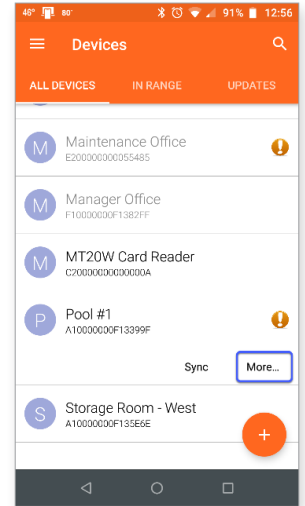 46° 80° 91% 12:56
Devices
ALL DEVICES IN RANGE UPDATES
M Maintenance Office
E200000000055485
M Manager Office
F10000000F1382FF
M MT20W Card Reader
C20000000000000A
P Pool #1
A10000000F13399F
Sync More...
S Storage Room - West
A10000000F135E6E